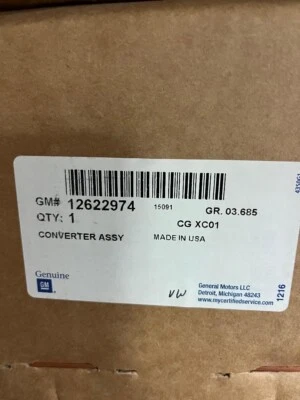 GM# 12622974
15091
GR. 03.685
QTY: 1
CG XC01
CONVERTER ASSY
MADE IN USA
Genuine
GM
General Motors LLC
Detroit, Michigan 48243
www.mycertifiedservice.com
VW
1216